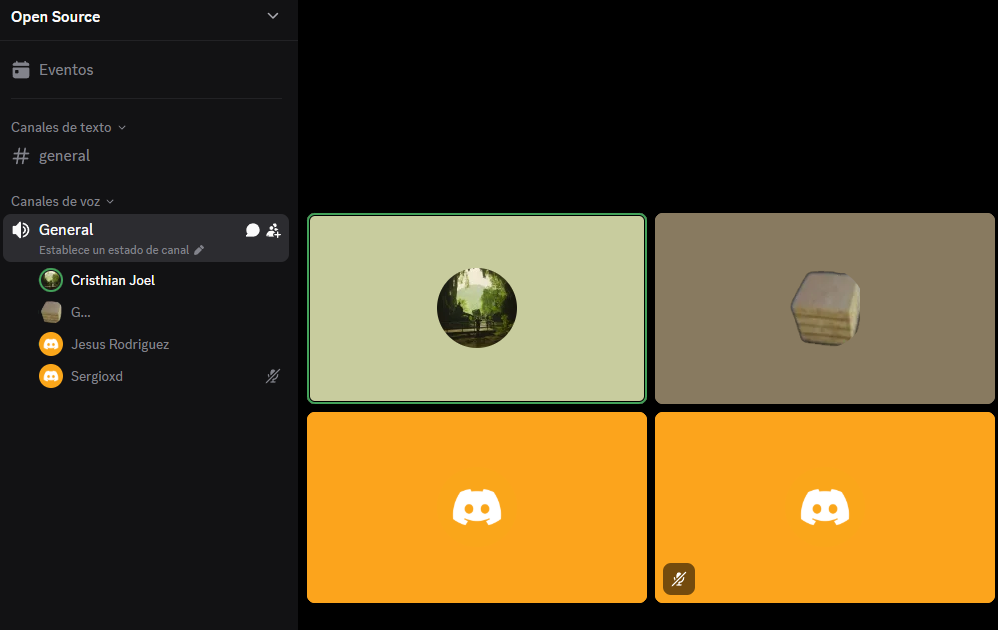 Open Source
Eventos
Canales de texto
general
Canales de voz
General
Establece un estado de canal
Cristhian Joel
G...
Jesus Rodriguez
Sergioxd